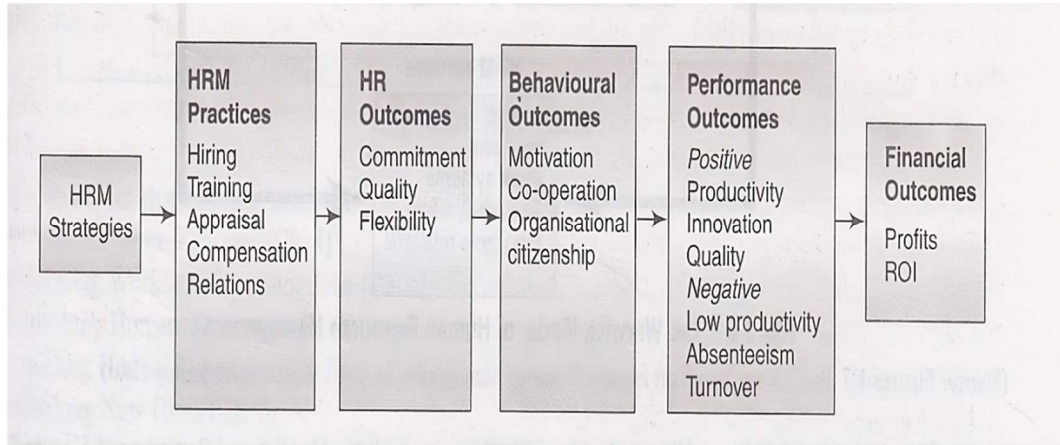 HRM
Strategies
HRM
Practices
Hiring
Training
Appraisal
Compensation
Relations
HR
Outcomes
Commitment
Quality
Flexibility
Behavioural
Outcomes
Motivation
Co-operation
Organisational
citizenship
Performance
Outcomes
Positive
Productivity
Innovation
Quality
Negative
Low productivity
Absenteeism
Turnover
Financial
Outcomes
Profits
ROI